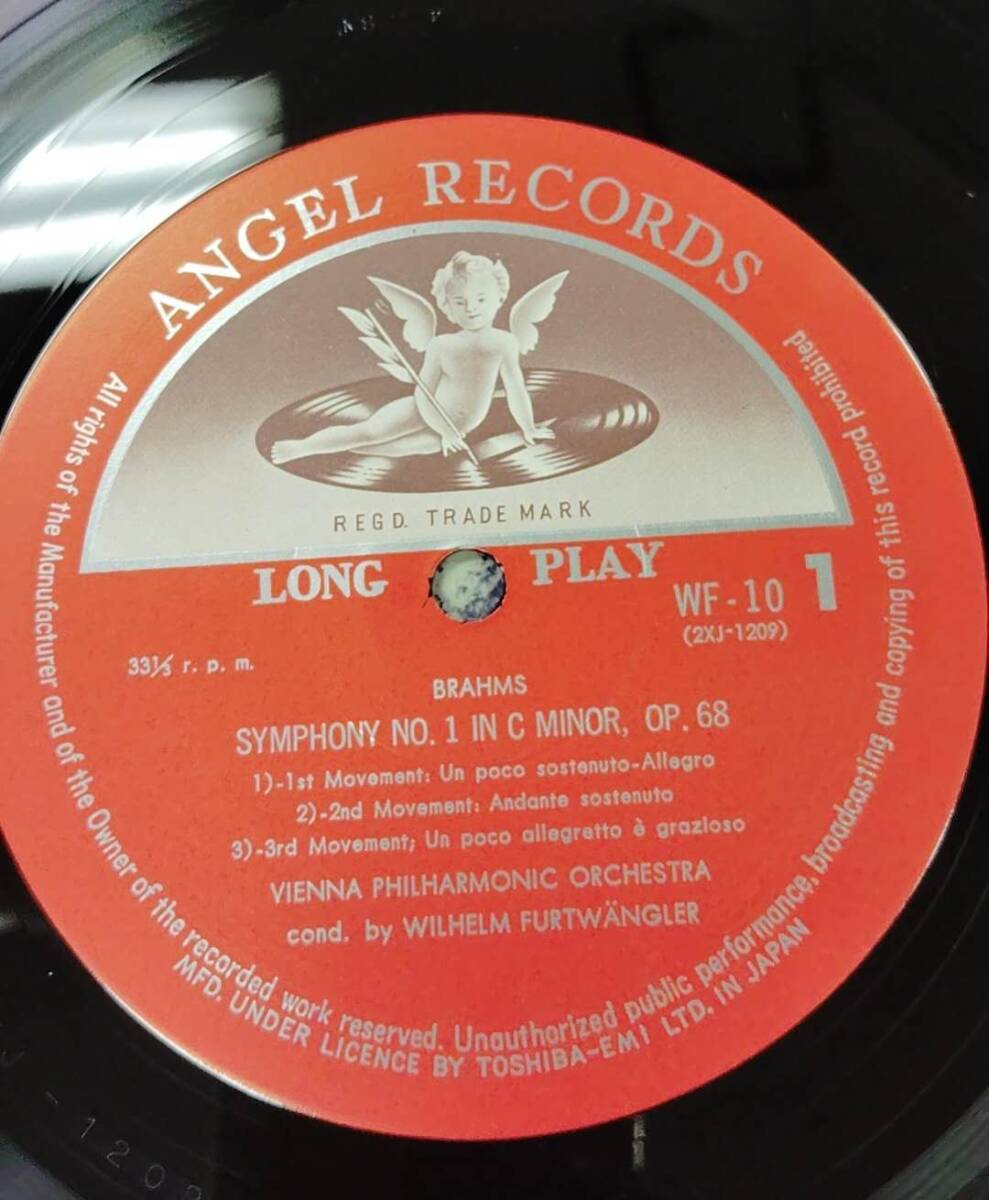 ANGEL RECORDS
REGD. TRADE MARK
LONG PLAY
WF-10
1
(2XJ-1209)
33⅓ r. p. m.
BRAHMS
SYMPHONY NO. 1 IN C MINOR, OP. 68
1)-1st Movement: Un poco sostenuto-Allegro
2)-2nd Movement: Andante sostenuto
3)-3rd Movement; Un poco allegretto è grazioso
VIENNA PHILHARMONIC ORCHESTRA
cond. by WILHELM FURTWÄNGLER
All rights of the Manufacturer and of the Owner of the recorded work reserved. Unauthorized public performance, broadcasting and copying of this record prohibited
MFD. UNDER LICENCE BY TOSHIBA-EMI LTD. IN JAPAN